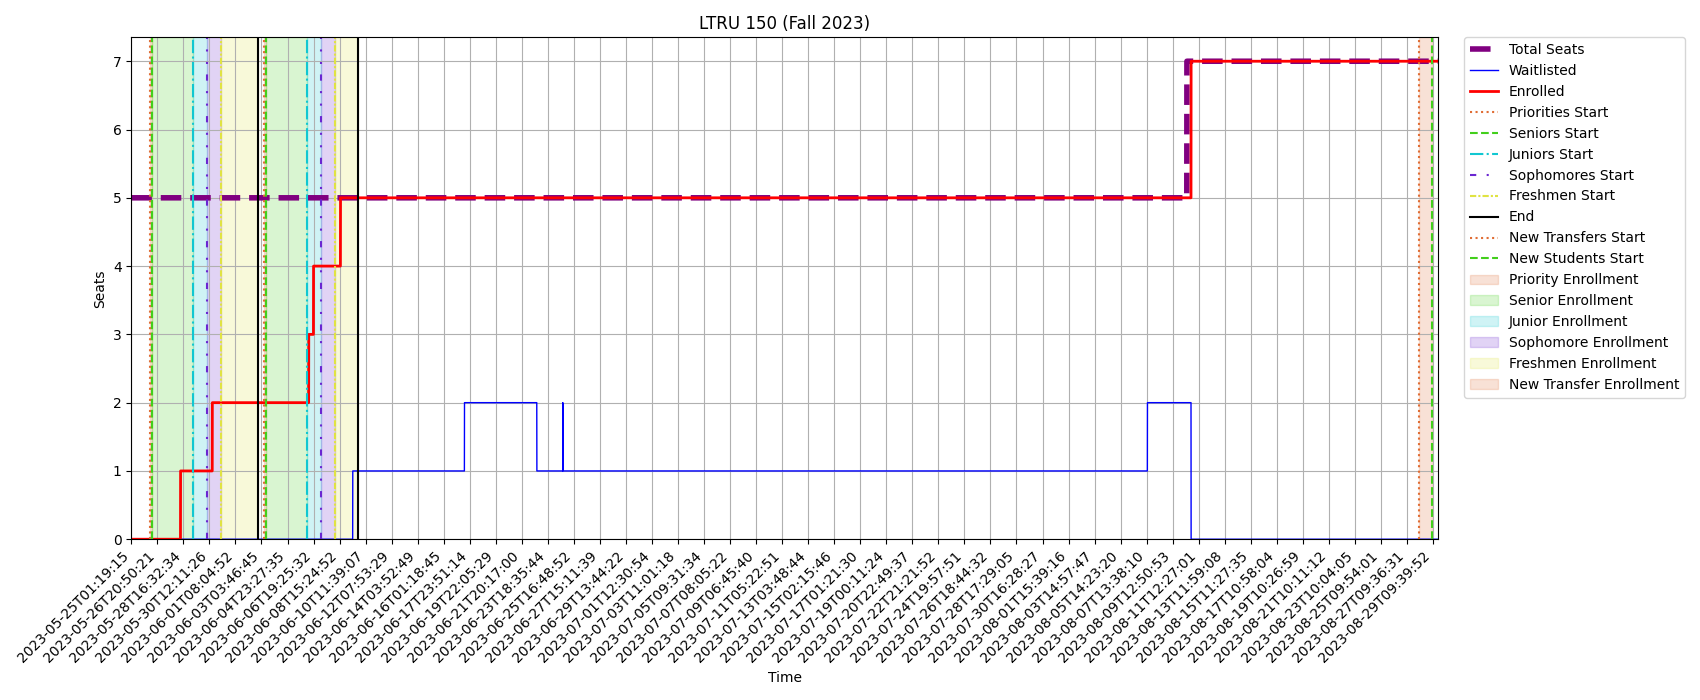 LTRU 150 (Fall 2023)
7
6
5
4
3
2
1
0
Seats
2023-05-25T01:19:15
2023-05-26T20:50:21
2023-05-28T16:32:34
2023-05-30T12:11:26
2023-06-01T08:04:52
2023-06-03T03:46:45
2023-06-04T23:27:35
2023-06-06T19:25:32
2023-06-08T15:24:52
2023-06-10T11:39:07
2023-06-12T07:53:29
2023-06-14T03:52:49
2023-06-16T01:18:45
2023-06-17T23:51:14
2023-06-19T22:05:29
2023-06-21T20:17:00
2023-06-23T18:35:44
2023-06-25T16:48:52
2023-06-27T15:11:39
2023-06-29T13:44:22
2023-07-01T12:30:54
2023-07-03T11:01:18
2023-07-05T09:31:34
2023-07-07T08:05:22
2023-07-09T06:45:40
2023-07-11T05:22:51
2023-07-13T03:48:44
2023-07-15T02:15:46
2023-07-17T01:21:30
2023-07-19T00:11:24
2023-07-20T22:49:37
2023-07-22T21:21:52
2023-07-24T19:57:51
2023-07-26T18:44:32
2023-07-28T17:29:05
2023-07-30T16:28:27
2023-08-01T15:39:16
2023-08-03T14:57:47
2023-08-05T14:23:20
2023-08-07T13:38:10
2023-08-09T12:50:53
2023-08-11T12:27:01
2023-08-13T11:59:08
2023-08-15T11:27:35
2023-08-17T10:58:04
2023-08-19T10:26:59
2023-08-21T10:11:12
2023-08-23T10:04:05
2023-08-25T09:54:01
2023-08-27T09:36:31
2023-08-29T09:39:52
Time
Total Seats
Waitlisted
Enrolled
Priorities Start
Seniors Start
Juniors Start
Sophomores Start
Freshmen Start
End
New Transfers Start
New Students Start
Priority Enrollment
Senior Enrollment
Junior Enrollment
Sophomore Enrollment
Freshmen Enrollment
New Transfer Enrollment